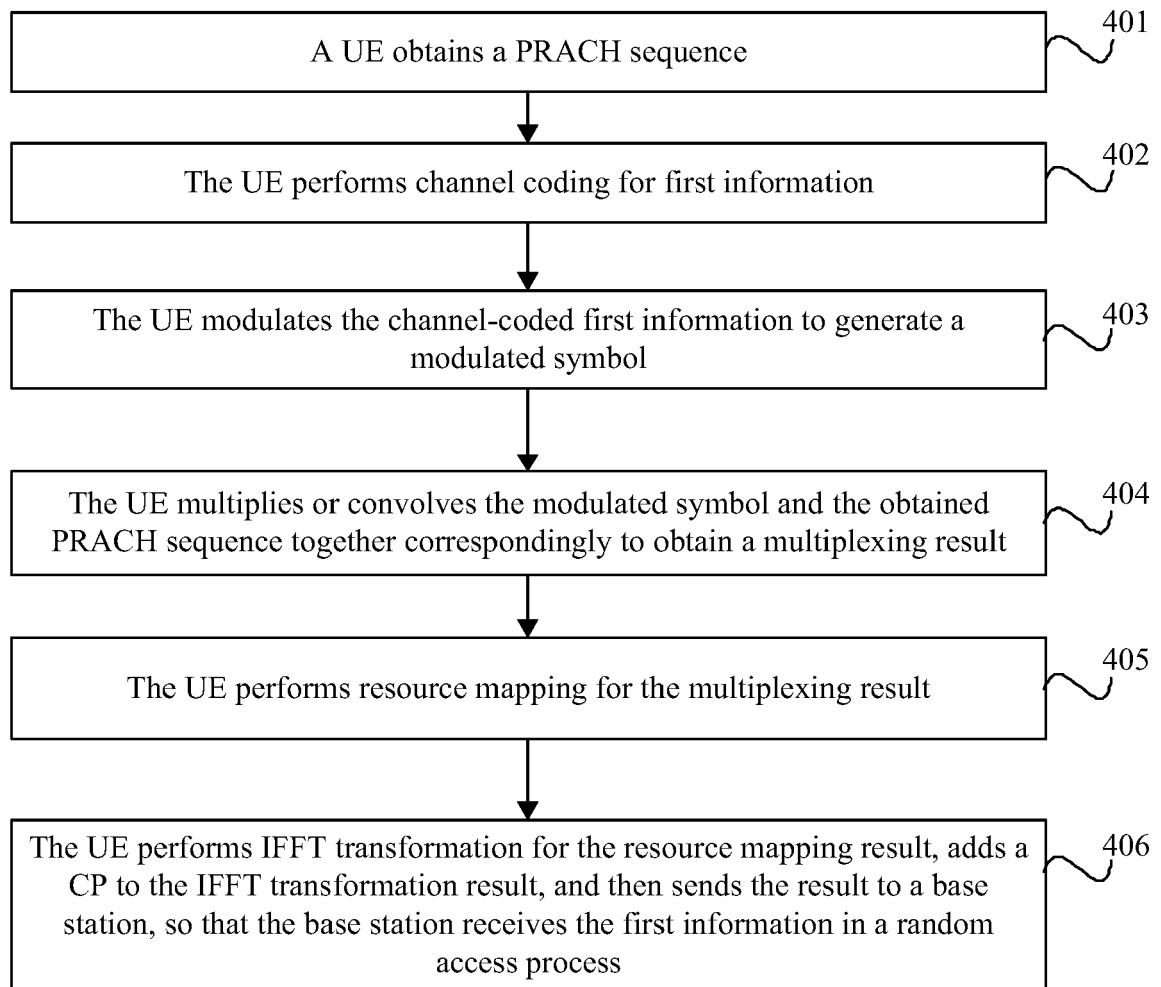 A UE obtains a PRACH sequence
401
The UE performs channel coding for first information
402
The UE modulates the channel-coded first information to generate a
modulated symbol
403
The UE multiplies or convolves the modulated symbol and the obtained
PRACH sequence together correspondingly to obtain a multiplexing result
404
The UE performs resource mapping for the multiplexing result
405
The UE performs IFFT transformation for the resource mapping result, adds a
CP to the IFFT transformation result, and then sends the result to a base
station, so that the base station receives the first information in a random
access process
406